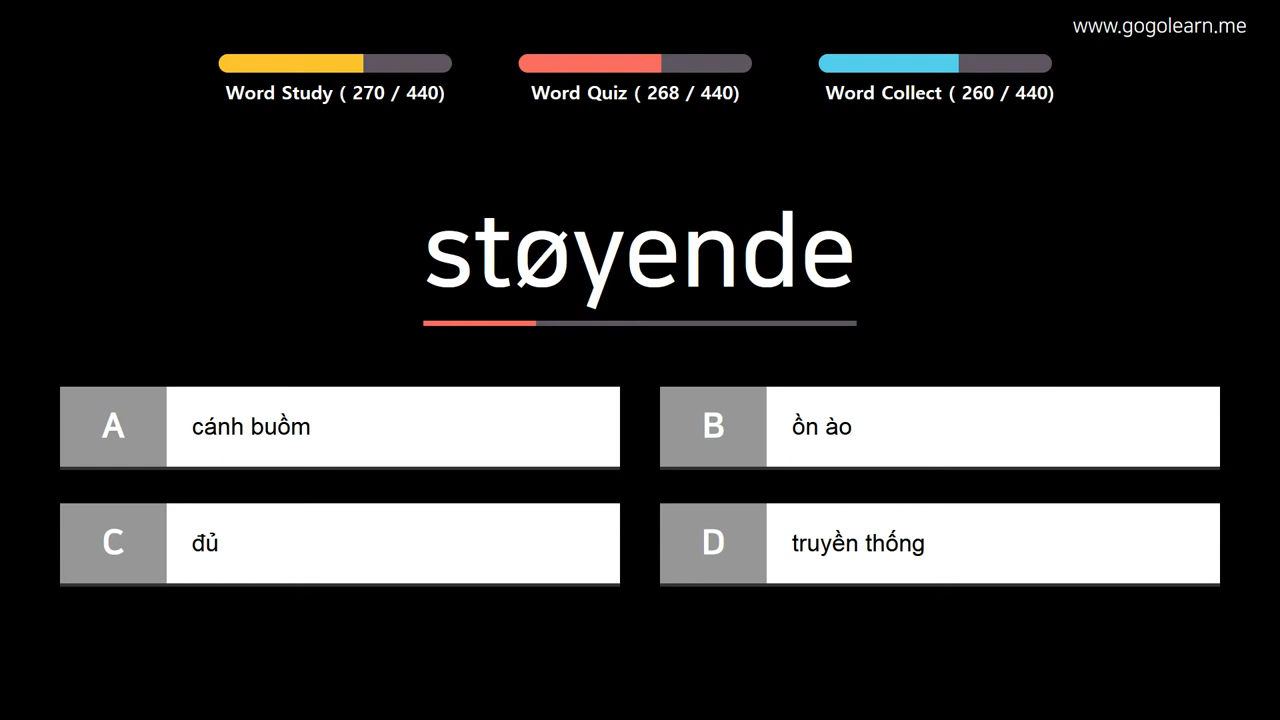 www.gogolearn.me
Word Study ( 270 / 440)
Word Quiz ( 268 / 440)
Word Collect ( 260 / 440)
støyende
A
cánh buồm
B
ồn ào
C
đủ
D
truyền thống